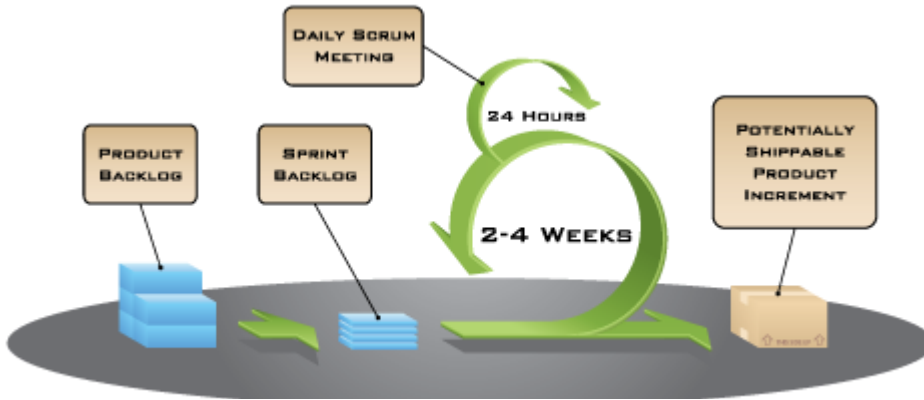 DAILY SCRUM
MEETING
24 HOURS
PRODUCT
BACKLOG
SPRINT
BACKLOG
POTENTIALLY
SHIPPABLE
PRODUCT
INCREMENT
2-4 WEEKS